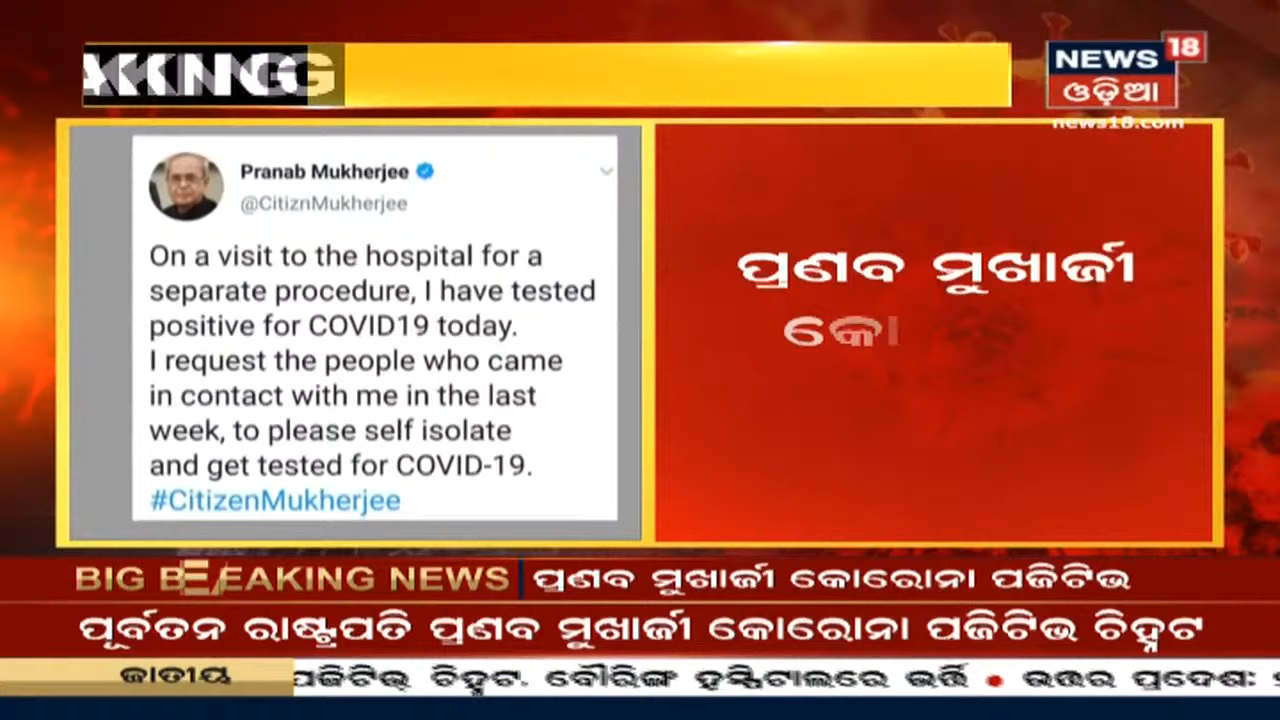 NEWS 18
ଓଡ଼ିଆ
news18.com
Pranab Mukherjee
@CitiznMukherjee
On a visit to the hospital for a
separate procedure, I have tested
positive for COVID19 today.
I request the people who came
in contact with me in the last
week, to please self isolate
and get tested for COVID-19.
#CitizenMukherjee
ପ୍ରଣବ ମୁଖାର୍ଜୀ
କୋ
BIG BREAKING NEWS
ପ୍ରଣବ ମୁଖାର୍ଜୀ କୋରୋନା ପଜିଟିଭ
ପୂର୍ବତନ ରାଷ୍ଟ୍ରପତି ପ୍ରଣବ ମୁଖାର୍ଜୀ କୋରୋନା ପଜିଟିଭ ଚିହ୍ନଟ
ଜାତୀୟ
ପଜିଟିଭ୍ ଚିହ୍ନଟ. ବୌରିଙ୍ଗ ହସ୍ପିଟାଲରେ ଭର୍ତ୍ତି • ଉତ୍ତର ପ୍ରଦେଶ: